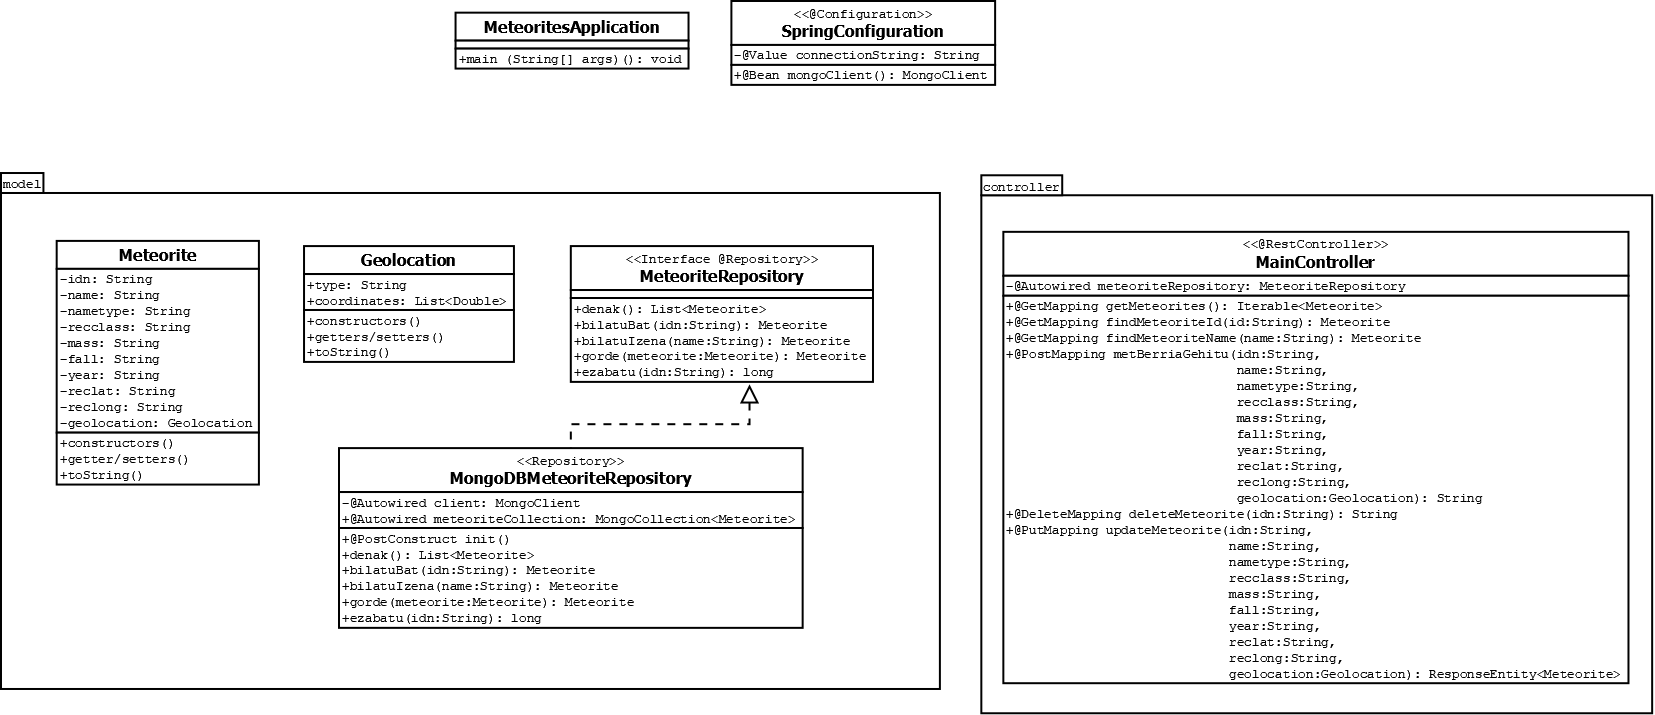 MeteoritesApplication
+main (String[] args)(): void
<<@Configuration>>
SpringConfiguration
-@Value connectionString: String
+@Bean mongoClient(): MongoClient
model
Meteorite
-idn: String
-name: String
-nametype: String
-recclass: String
-mass: String
-fall: String
-year: String
-reclat: String
-reclong: String
-geolocation: Geolocation
+constructors()
+getter/setters()
+toString()
Geolocation
+type: String
+coordinates: List<Double>
+constructors()
+getters/setters()
+toString()
<<Interface @Repository>>
MeteoriteRepository
+denak(): List<Meteorite>
+bilatuBat(idn:String): Meteorite
+bilatuIzena(name:String): Meteorite
+gorde(meteorite:Meteorite): Meteorite
+ezabatu(idn:String): long
<<Repository>>
MongoDBMeteoriteRepository
-@Autowired client: MongoClient
+@Autowired meteoriteCollection: MongoCollection<Meteorite>
+@PostConstruct init()
+denak(): List<Meteorite>
+bilatuBat(idn:String): Meteorite
+bilatuIzena(name:String): Meteorite
+gorde(meteorite:Meteorite): Meteorite
+ezabatu(idn:String): long
controller
<<@RestController>>
MainController
-@Autowired meteoriteRepository: MeteoriteRepository
+@GetMapping getMeteorites(): Iterable<Meteorite>
+@GetMapping findMeteoriteId(id:String): Meteorite
+@GetMapping findMeteoriteName(name:String): Meteorite
+@PostMapping metBerriaGehitu(idn:String,
name:String,
nametype:String,
recclass:String,
mass:String,
fall:String,
year:String,
reclat:String,
reclong:String,
geolocation:Geolocation): String
+@DeleteMapping deleteMeteorite(idn:String): String
+@PutMapping updateMeteorite(idn:String,
name:String,
nametype:String,
recclass:String,
mass:String,
fall:String,
year:String,
reclat:String,
reclong:String,
geolocation:Geolocation): ResponseEntity<Meteorite>